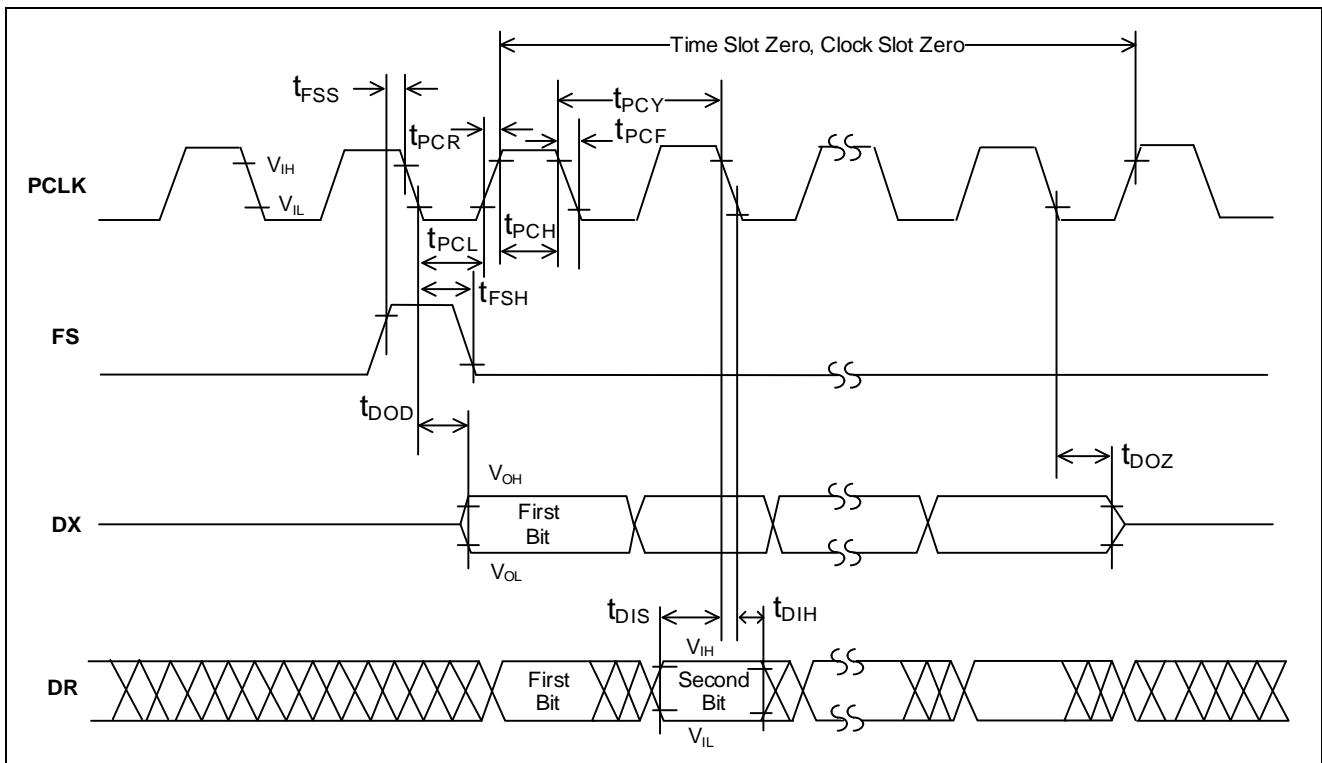 Time Slot Zero, Clock Slot Zero
tFSS
tPCY
tPCR
tPCF
VIH
PCLK
VIL
tPCL
tPCH
tFSH
FS
tDOD
tDOZ
VOH
First
Bit
DX
VOL
tDIS
tDIH
VIH
DR
First
Bit
Second
Bit
VIL